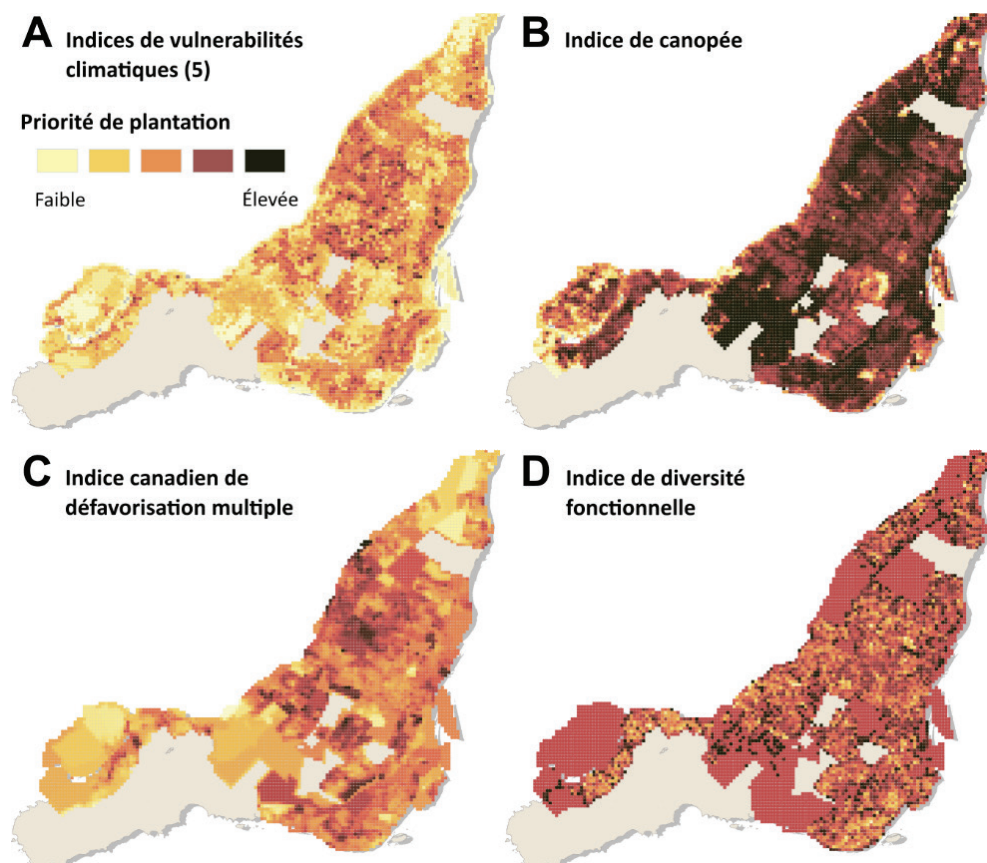 A
Indices de vulnerabilités
climatiques (5)
Priorité de plantation
Faible
Élevée
B
Indice de canopée
C
Indice canadien de
défavorisation multiple
D
Indice de diversité
fonctionnelle